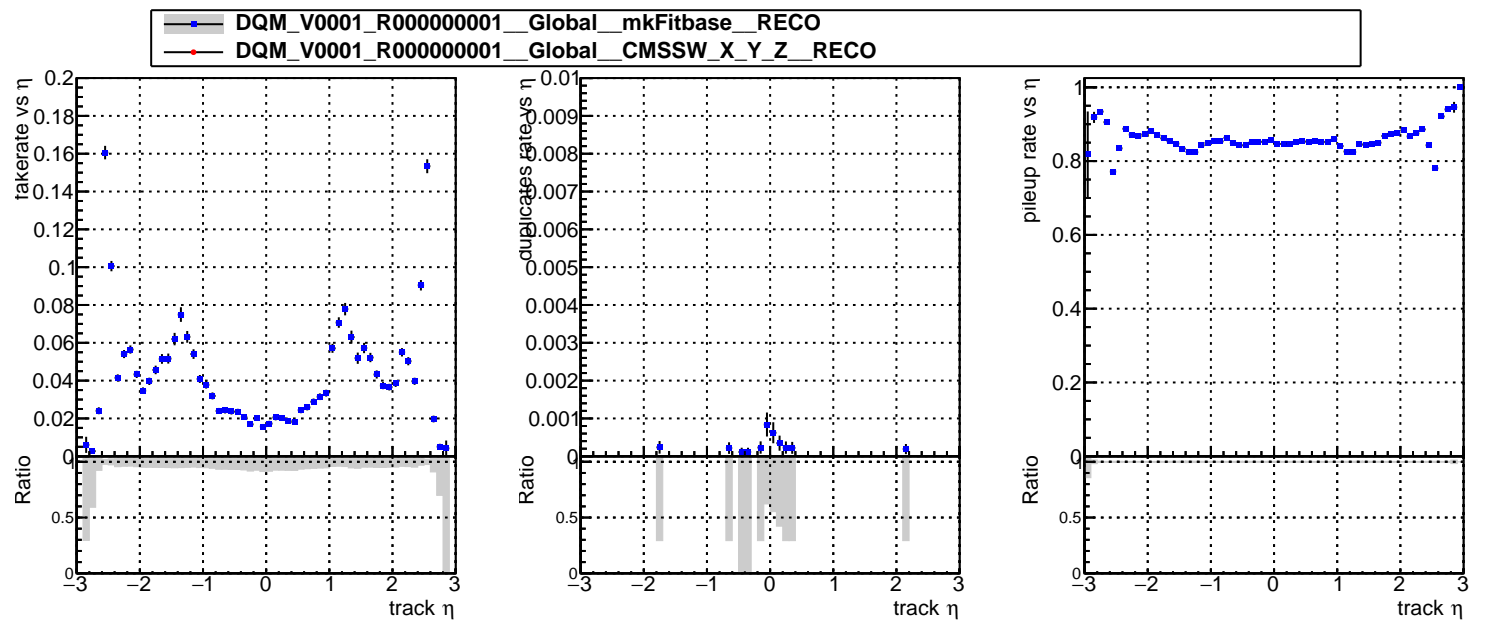 DQM_V0001_R000000001__Global__mkFitbase__RECO
DQM_V0001_R000000001__Global__CMSSW_X_Y_Z__RECO
fakerate vs η
0.2
0.18
0.16
0.14
0.12
0.1
0.08
0.06
0.04
0.02
0
Ratio
1
0.5
0
−3 −2 −1 0 1 2 3
track η
duplicates rate vs η
0.01
0.009
0.008
0.007
0.006
0.005
0.004
0.003
0.002
0.001
0
Ratio
1
0.5
0
−3 −2 −1 0 1 2 3
track η
pileup rate vs η
1
0.8
0.6
0.4
0.2
0
Ratio
1
0.5
0
−3 −2 −1 0 1 2 3
track η